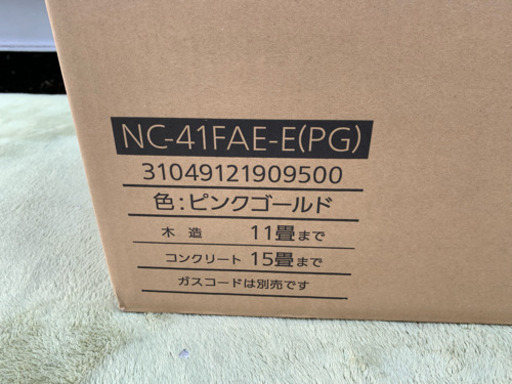 NC-41FAE-E(PG)
31049121909500
色:ピンクゴールド
木造 11畳まで
コンクリート 15畳まで
ガスコードは別売です